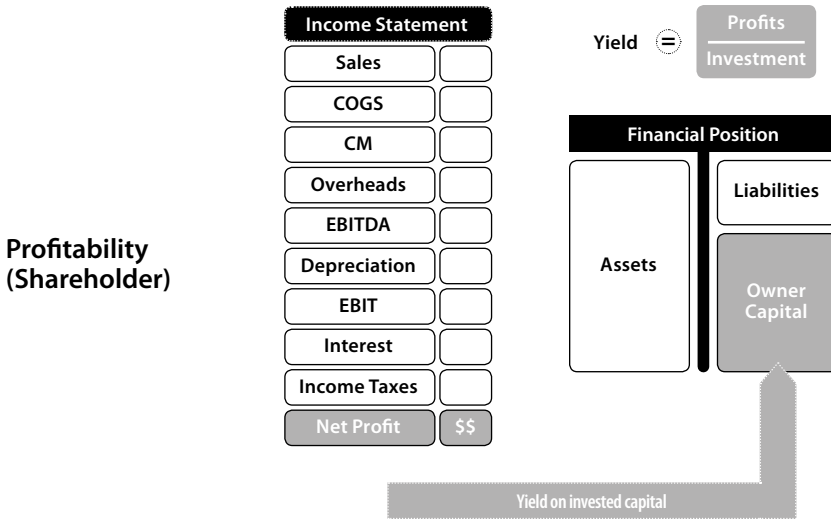 Profitability
(Shareholder)
Income Statement
Sales
COGS
CM
Overheads
EBITDA
Depreciation
EBIT
Interest
Income Taxes
Net Profit $$
Yield = Profits
Investment
Financial Position
Assets
Liabilities
Owner
Capital
Yield on invested capital